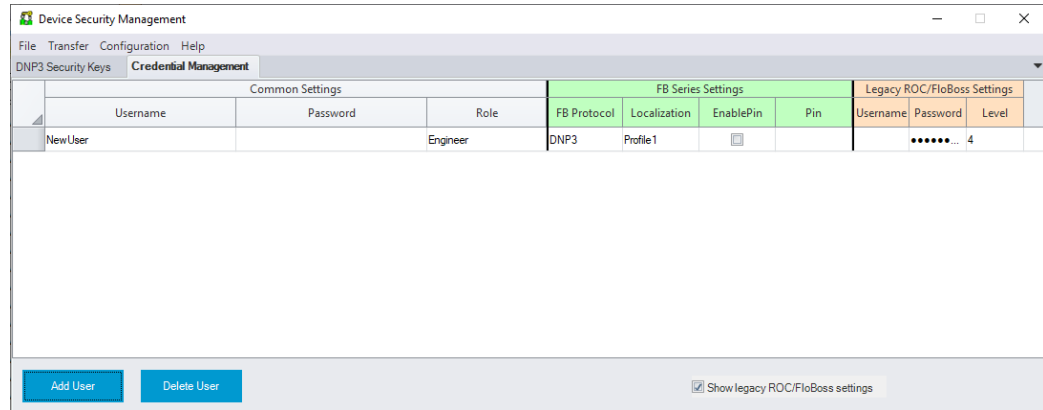 Device Security Management
File Transfer Configuration Help
DNP3 Security Keys Credential Management
Common Settings FB Series Settings Legacy ROC/FloBoss Settings
Username Password Role FB Protocol Localization EnablePin Pin Username Password Level
NewUser Engineer DNP3 Profile1 ●●●●●●... 4
Add User Delete User Show legacy ROC/FloBoss settings